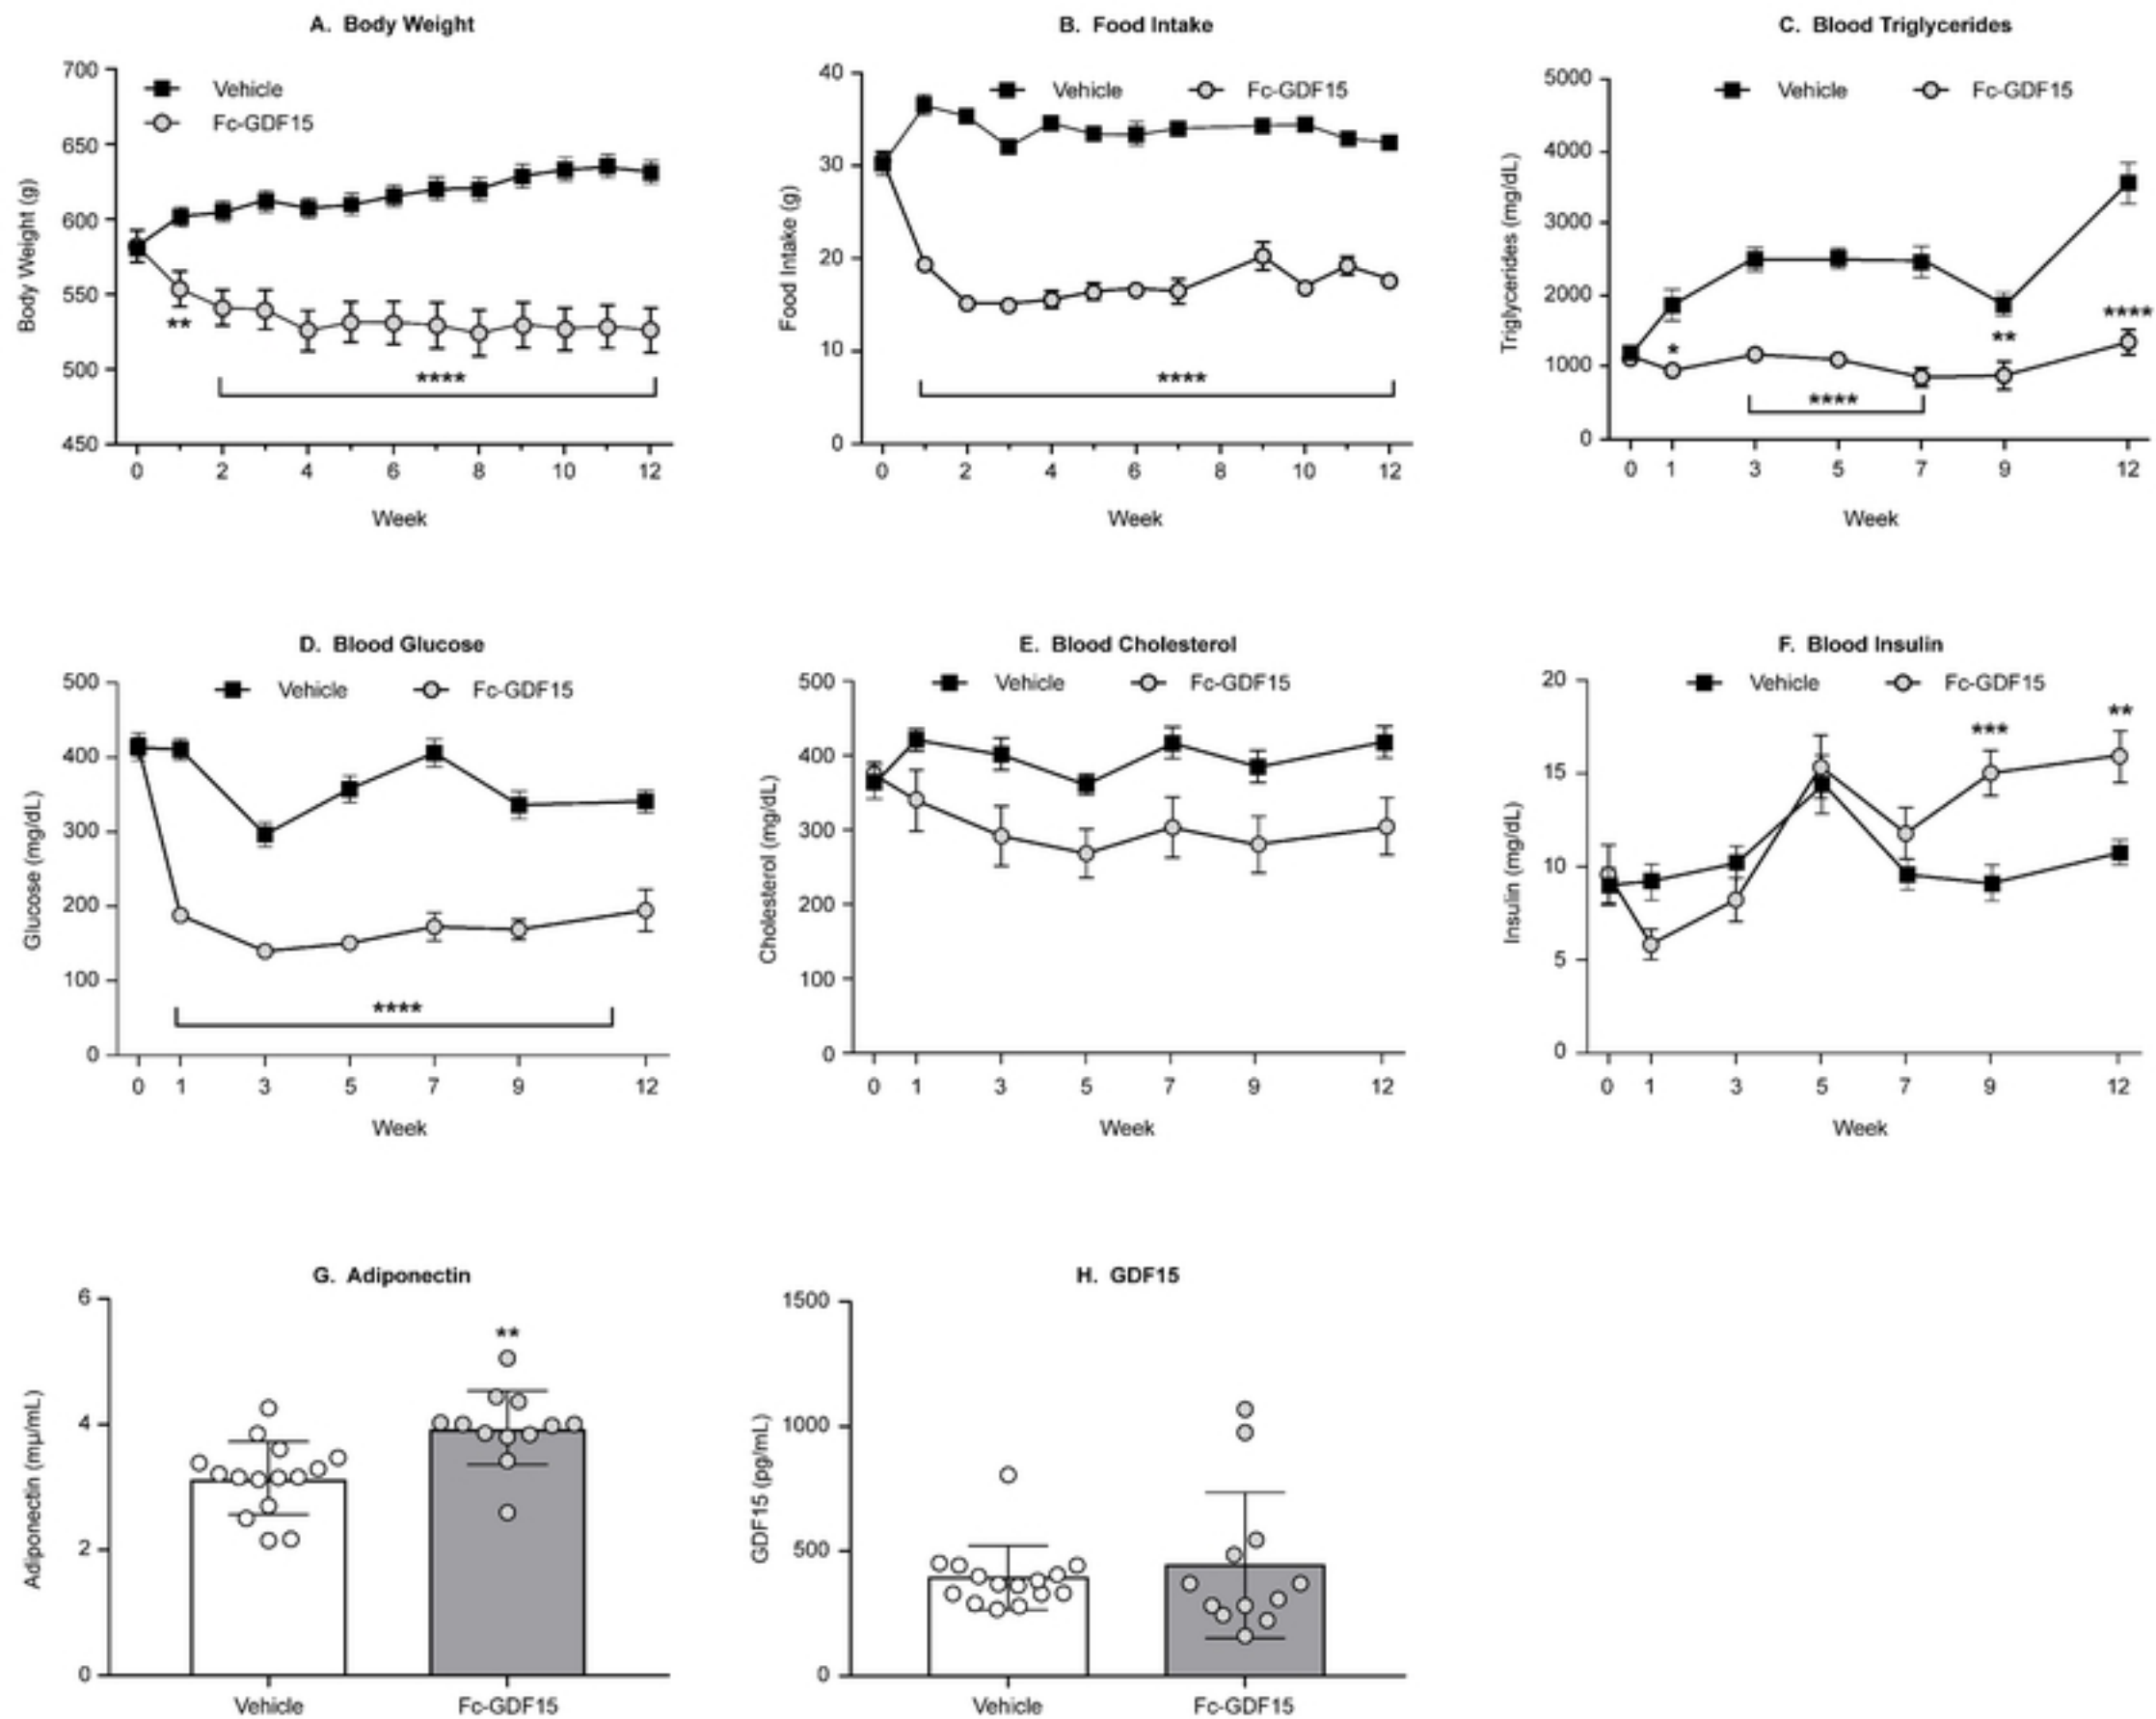 A. Body Weight
700
650
600
550
500
450
Body Weight (g)
Vehicle
Fc-GDF15
**
****
0 2 4 6 8 10 12
Week
B. Food Intake
40
30
20
10
0
Food Intake (g)
Vehicle Fc-GDF15
****
0 2 4 6 8 10 12
Week
C. Blood Triglycerides
5000
4000
3000
2000
1000
0
Triglycerides (mg/dL)
Vehicle Fc-GDF15
****
**
*
****
0 1 3 5 7 9 12
Week
D. Blood Glucose
500
400
300
200
100
0
Glucose (mg/dL)
Vehicle Fc-GDF15
****
0 1 3 5 7 9 12
Week
E. Blood Cholesterol
500
400
300
200
100
0
Cholesterol (mg/dL)
Vehicle Fc-GDF15
0 1 3 5 7 9 12
Week
F. Blood Insulin
20
15
10
5
0
Insulin (mg/dL)
Vehicle Fc-GDF15
**
***
0 1 3 5 7 9 12
Week
G. Adiponectin
6
4
2
0
Adiponectin (mµ/mL)
**
Vehicle Fc-GDF15
H. GDF15
1500
1000
500
0
GDF15 (pg/mL)
Vehicle Fc-GDF15